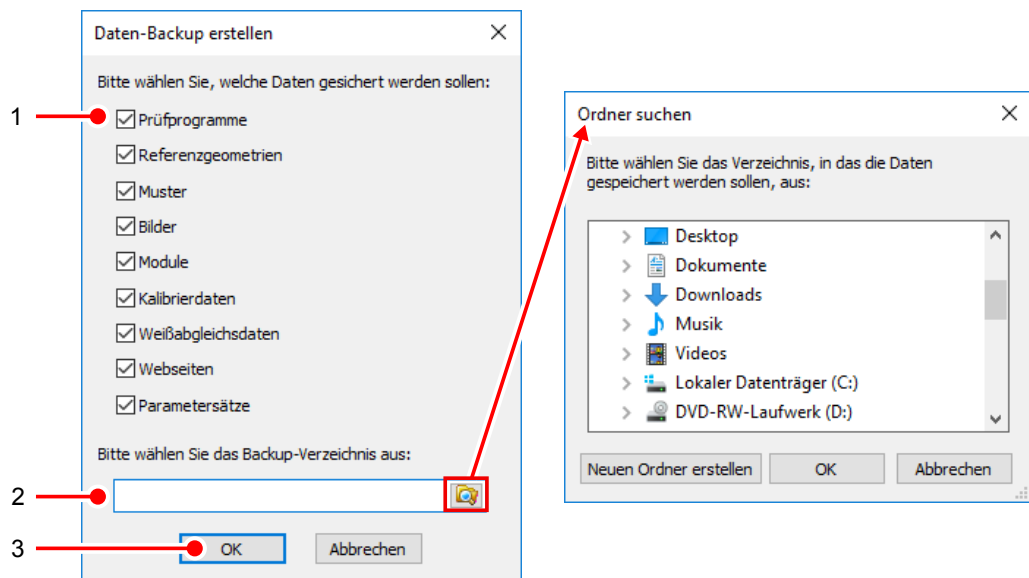 Daten-Backup erstellen
Bitte wählen Sie, welche Daten gesichert werden sollen:
1
Prüfprogramme
Referenzgeometrien
Muster
Bilder
Module
Kalibrierdaten
Weißabgleichsdaten
Webseiten
Parametersätze
Bitte wählen Sie das Backup-Verzeichnis aus:
2
3
OK
Abbrechen
Ordner suchen
Bitte wählen Sie das Verzeichnis, in das die Daten
gespeichert werden sollen, aus:
Desktop
Dokumente
Downloads
Musik
Videos
Lokaler Datenträger (C:)
DVD-RW-Laufwerk (D:)
Neuen Ordner erstellen
OK
Abbrechen